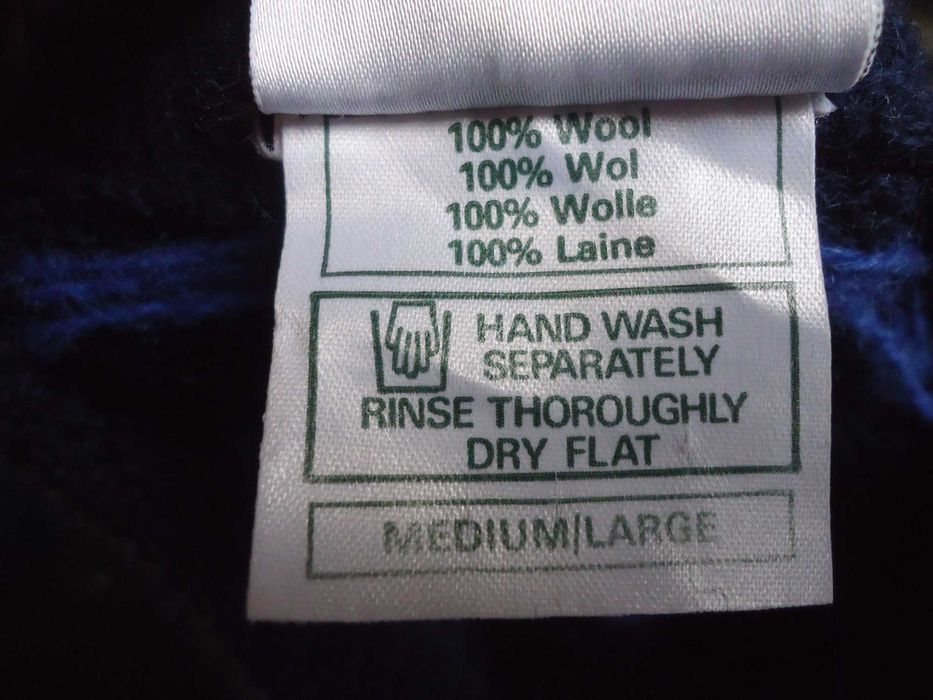 100% Wool
100% Wol
100% Wolle
100% Laine
HAND WASH
SEPARATELY
RINSE THOROUGHLY
DRY FLAT
MEDIUM/LARGE